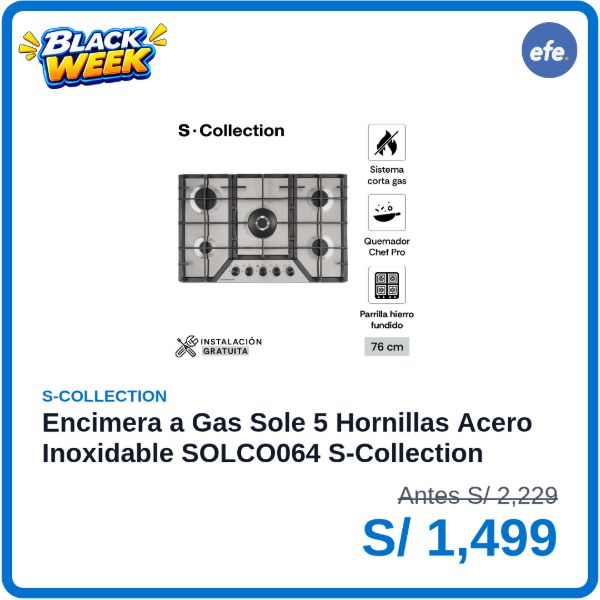 BLACK
WEEK
efe.
S·Collection
Sistema
corta gas
Quemador
Chef Pro
Parrilla hierro
fundido
76 cm
INSTALACIÓN
GRATUITA
S-COLLECTION
Encimera a Gas Sole 5 Hornillas Acero
Inoxidable SOLCO064 S-Collection
Antes S/ 2,229
S/ 1,499